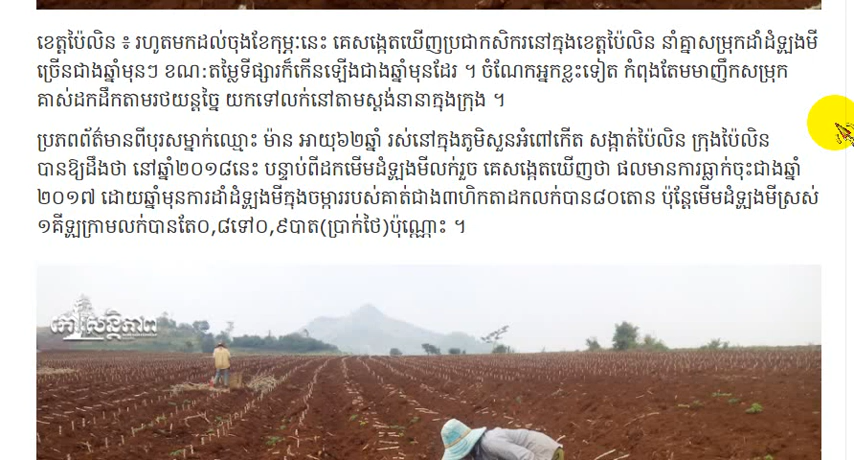 ខេត្តប៉ៃលិន ៖ រហូតមកដល់ចុងខែកុម្ភៈនេះ គេសង្កេតឃើញប្រជាកសិករនៅក្នុងខេត្តប៉ៃលិន នាំគ្នាសម្រុកដាំដំឡូងមី
ច្រើនជាងឆ្នាំមុនៗ ខណៈតម្លៃទីផ្សារក៏កើនឡើងជាងឆ្នាំមុនដែរ ។ ចំណែកអ្នកខ្លះទៀត កំពុងតែមមាញឹកសម្រុក
គាស់ដកដឹកតាមរថយន្តច្នៃ យកទៅលក់នៅតាមស្តង់នានាក្នុងក្រុង ។
ប្រភពព័ត៌មានពីបុរសម្នាក់ឈ្មោះ ម៉ាន អាយុ៦២ឆ្នាំ រស់នៅក្នុងភូមិសួនអំពៅកើត សង្កាត់ប៉ៃលិន ក្រុងប៉ៃលិន
បានឱ្យដឹងថា នៅឆ្នាំ២០១៨នេះ បន្ទាប់ពីដកមើមដំឡូងមីលក់រួច គេសង្កេតឃើញថា ផលមានការធ្លាក់ចុះជាងឆ្នាំ
២០១៧ ដោយឆ្នាំមុនការដាំដំឡូងមីក្នុងចម្ការរបស់គាត់ជាង៣ហិកតាដកលក់បាន៨០តោន ប៉ុន្តែមើមដំឡូងមីស្រស់
១គីឡូក្រាមលក់បានតែ០,៨ទៅ០,៩បាត(ប្រាក់ថៃ)ប៉ុណ្ណោះ ។
កោះសន្តិភាព